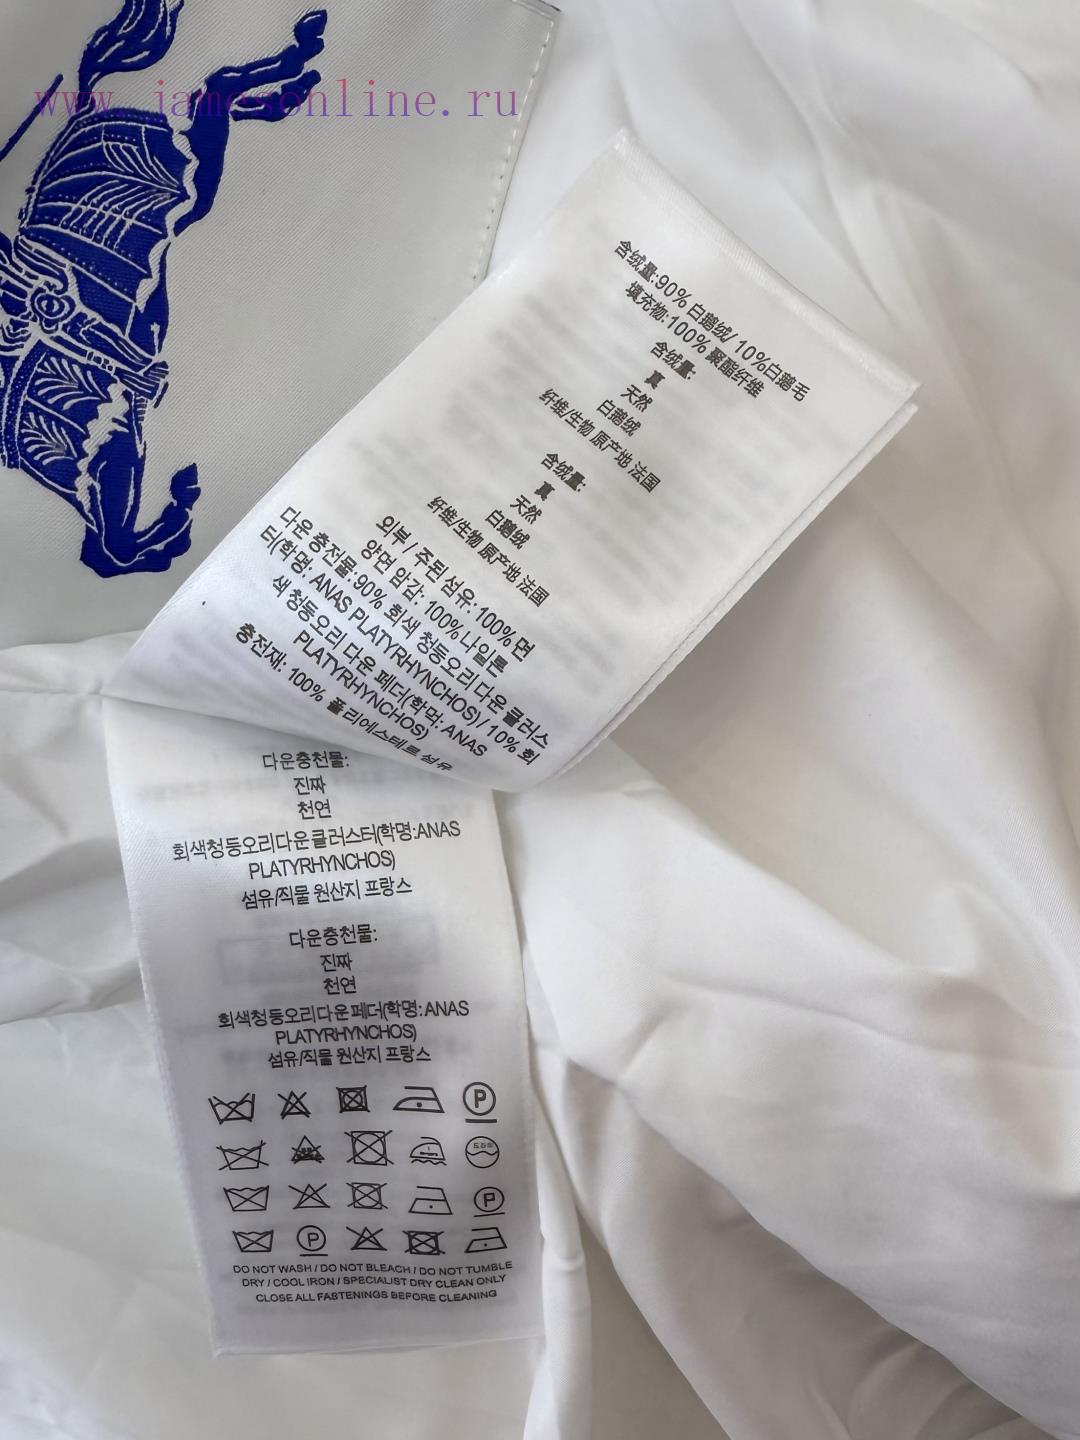 www.jamesonline.ru
含绒量:90% 白鹅绒/ 10%白鹅毛
填充物:100% 聚酯纤维
含绒量:
真
天然
白鹅绒
纤维/生物 原产地 法国
含绒量:
真
天然
白鹅绒
纤维/生物 原产地 法国
외부 / 주된 섬유: 100% 면
양면 암감: 100% 나일론
다운 충전물:90% 회색 청둥오리 다운 클러스
터(학명: ANAS PLATYRHYNCHOS) / 10% 회
색 청둥오리 다운 페더(학먹: ANAS
PLATYRHYNCHOS)
충전재: 100% 폴리에스테르 섬유
다운충천물:
진짜
천연
회색청둥오리다운클러스터(학명:ANAS
PLATYRHYNCHOS)
섬유/직물 원산지 프랑스
다운충천물:
진짜
천연
회색청둥오리다운페더(학명:ANAS
PLATYRHYNCHOS)
섬유/직물 원산지 프랑스
P
드라이
P
P
DO NOT WASH / DO NOT BLEACH / DO NOT TUMBLE
DRY / COOL IRON / SPECIALIST DRY CLEAN ONLY
CLOSE ALL FASTENINGS BEFORE CLEANING